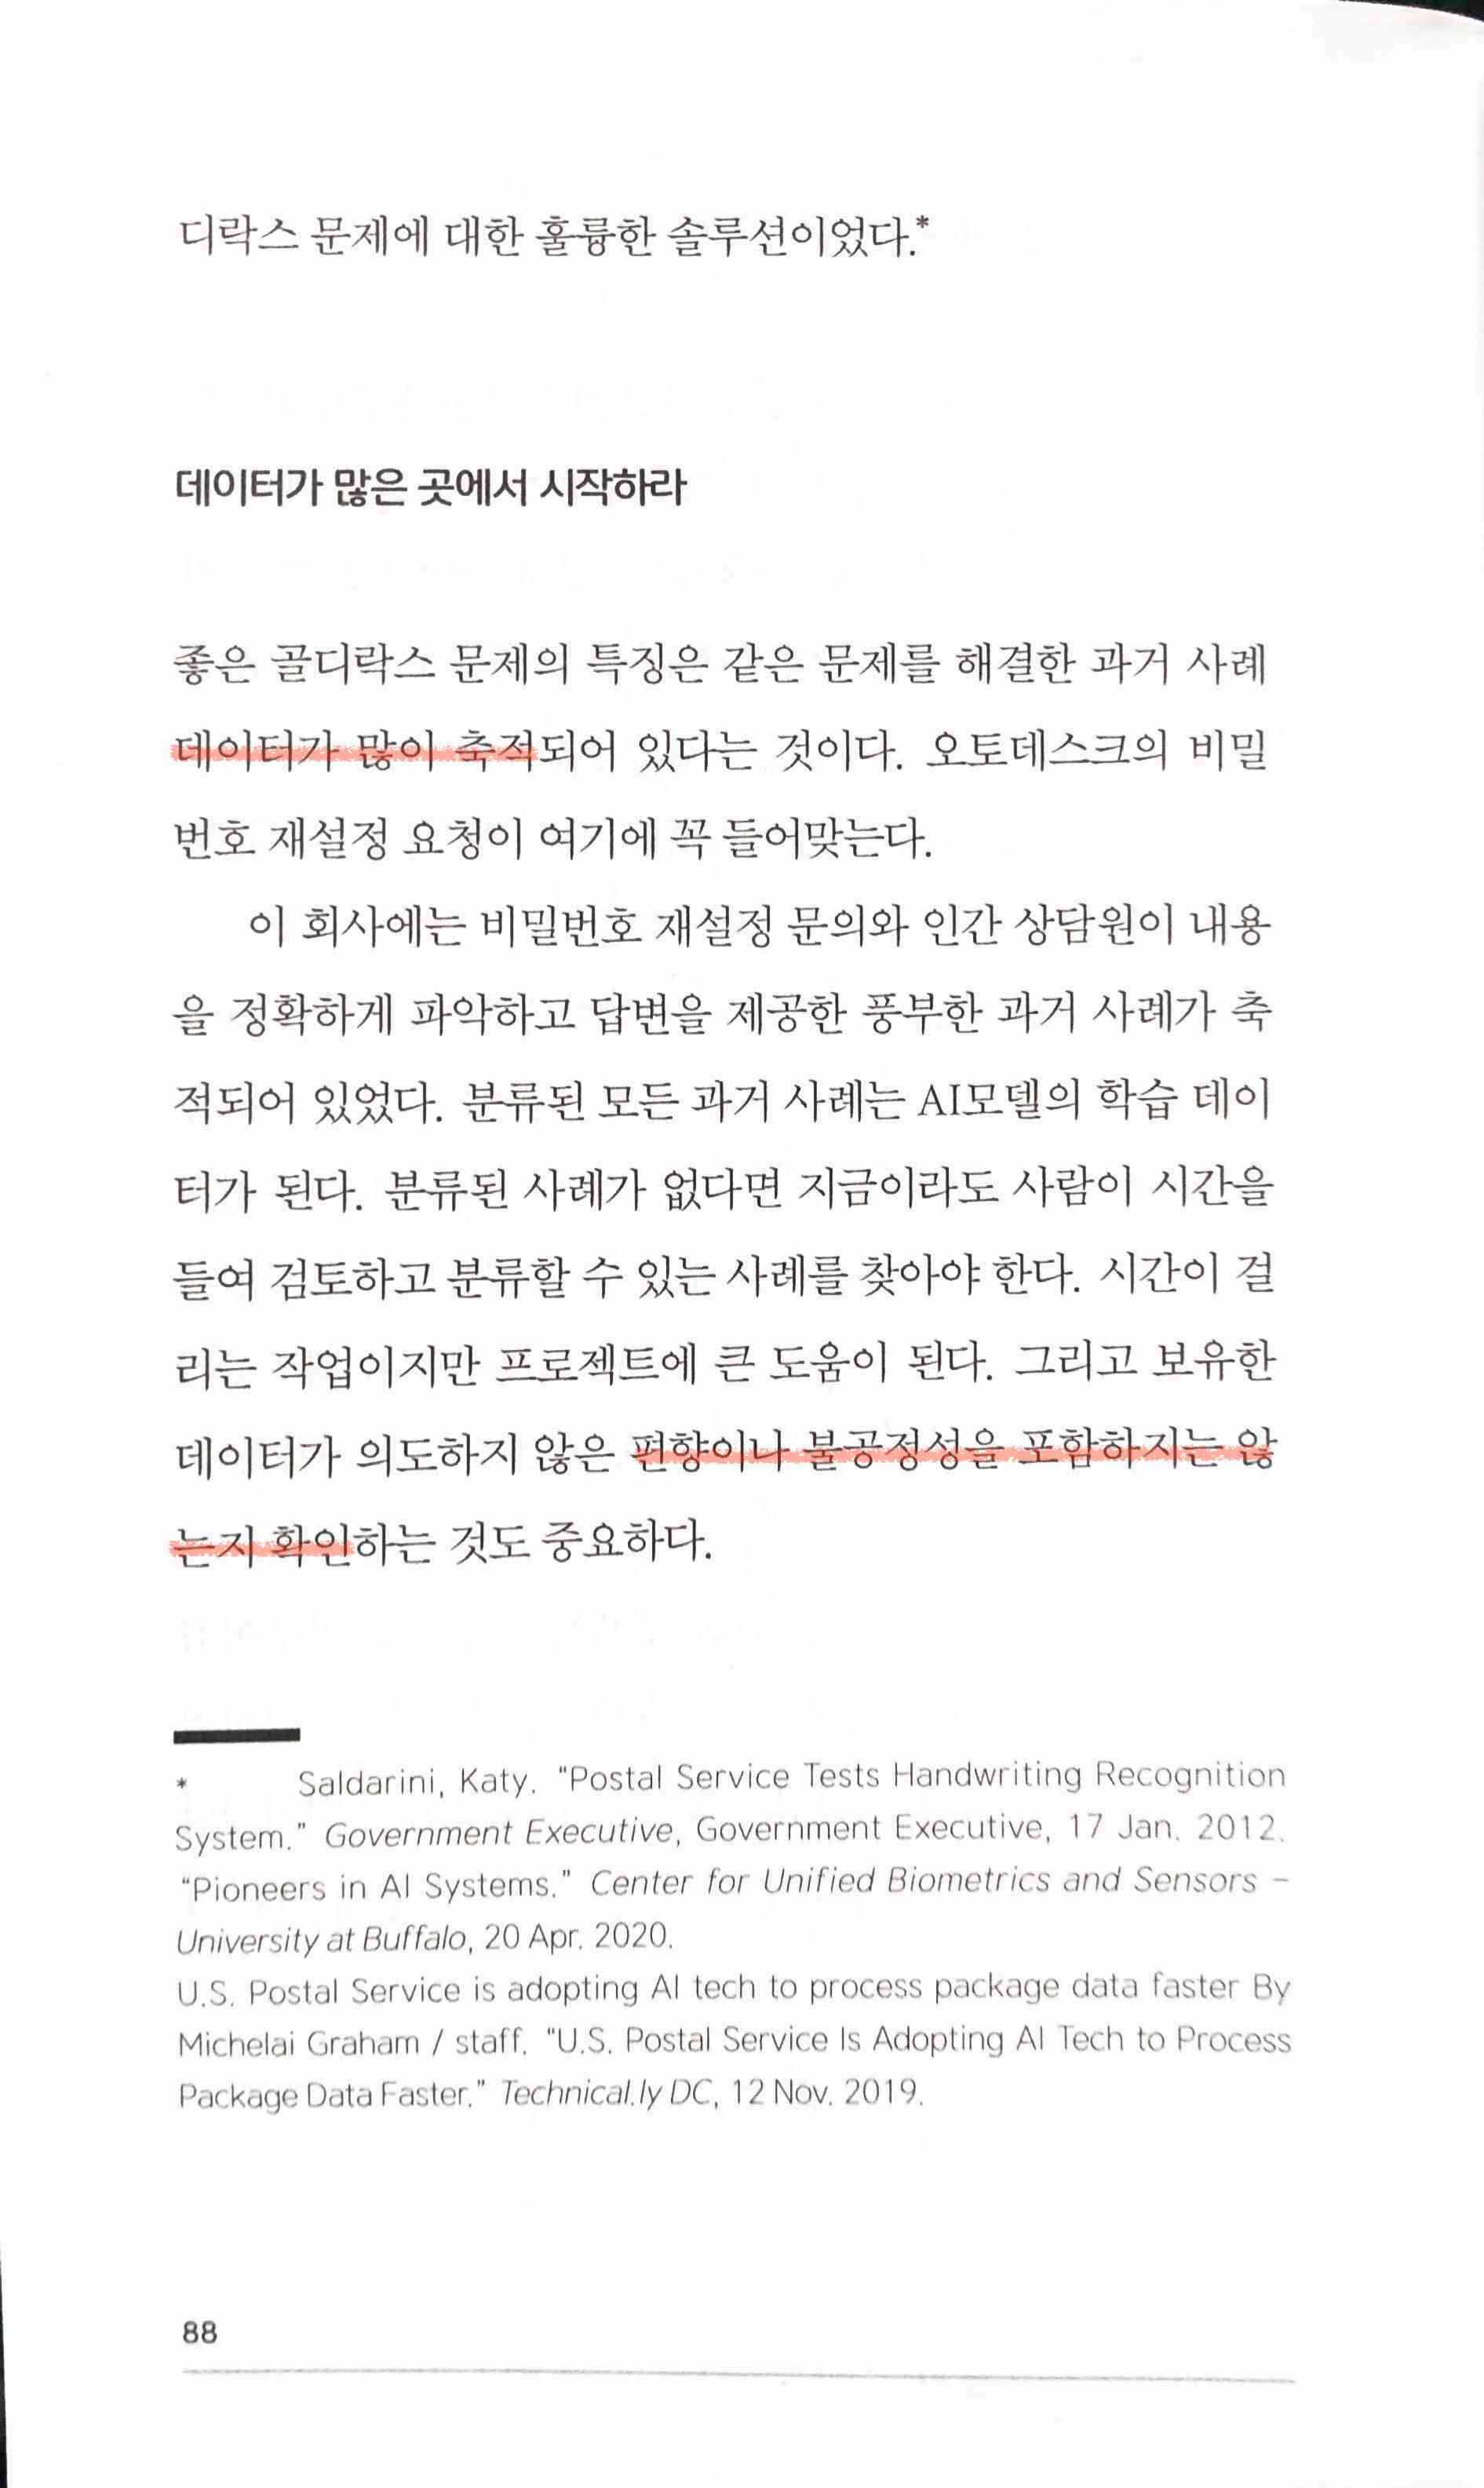 디락스 문제에 대한 훌륭한 솔루션이었다.*
데이터가 많은 곳에서 시작하라
좋은 골디락스 문제의 특징은 같은 문제를 해결한 과거 사례
데이터가 많이 축적되어 있다는 것이다. 오토데스크의 비밀
번호 재설정 요청이 여기에 꼭 들어맞는다.
이 회사에는 비밀번호 재설정 문의와 인간 상담원이 내용
을 정확하게 파악하고 답변을 제공한 풍부한 과거 사례가 축
적되어 있었다. 분류된 모든 과거 사례는 AI모델의 학습 데이
터가 된다. 분류된 사례가 없다면 지금이라도 사람이 시간을
들여 검토하고 분류할 수 있는 사례를 찾아야 한다. 시간이 걸
리는 작업이지만 프로젝트에 큰 도움이 된다. 그리고 보유한
데이터가 의도하지 않은 편향이나 불공정성을 포함하지는 않
는지 확인하는 것도 중요하다.
* Saldarini, Katy. “Postal Service Tests Handwriting Recognition
System.” Government Executive, Government Executive, 17 Jan. 2012.
“Pioneers in AI Systems.” Center for Unified Biometrics and Sensors –
University at Buffalo, 20 Apr. 2020.
U.S. Postal Service is adopting AI tech to process package data faster By
Michelai Graham / staff. “U.S. Postal Service Is Adopting AI Tech to Process
Package Data Faster.” Technical.ly DC, 12 Nov. 2019.
88